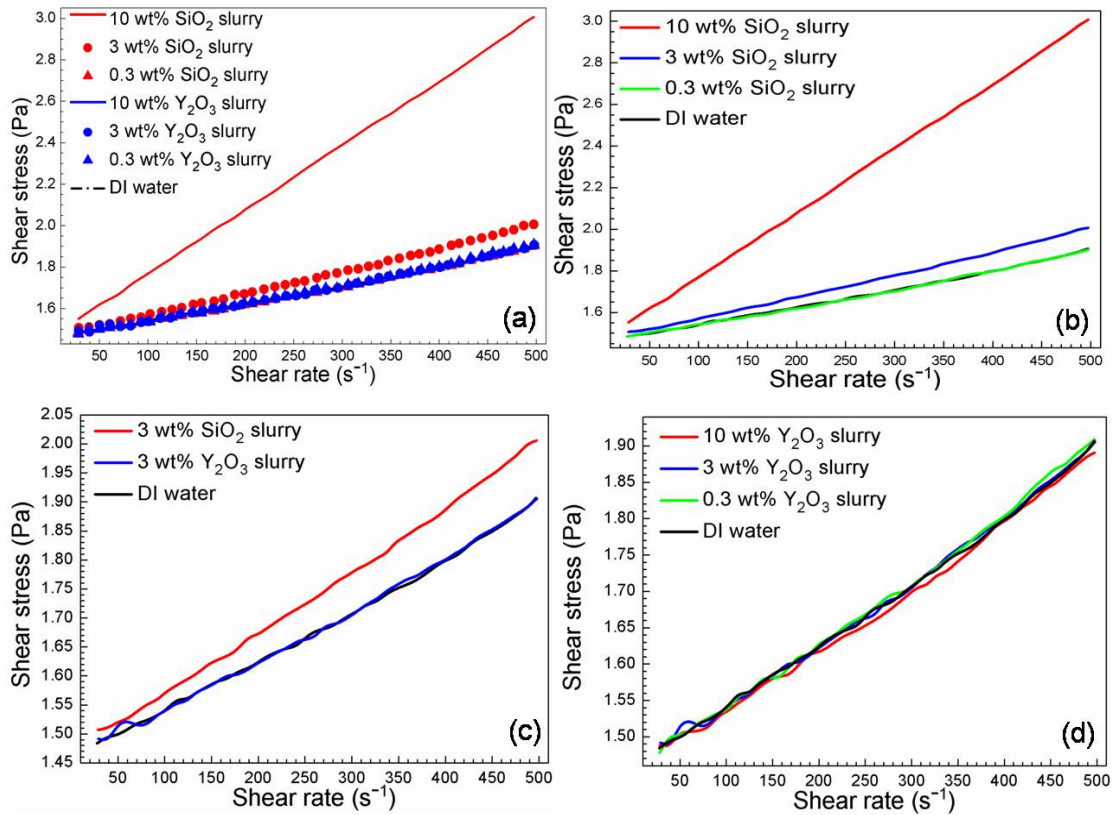 3.0
2.8
2.6
2.4
2.2
2.0
1.8
1.6
Shear stress (Pa)
10 wt% SiO₂ slurry
3 wt% SiO₂ slurry
0.3 wt% SiO₂ slurry
10 wt% Y₂O₃ slurry
3 wt% Y₂O₃ slurry
0.3 wt% Y₂O₃ slurry
DI water
(a)
50 100 150 200 250 300 350 400 450 500
Shear rate (s⁻¹)
3.0
2.8
2.6
2.4
2.2
2.0
1.8
1.6
Shear stress (Pa)
10 wt% SiO₂ slurry
3 wt% SiO₂ slurry
0.3 wt% SiO₂ slurry
DI water
(b)
50 100 150 200 250 300 350 400 450 500
Shear rate (s⁻¹)
2.05
2.00
1.95
1.90
1.85
1.80
1.75
1.70
1.65
1.60
1.55
1.50
1.45
Shear stress (Pa)
3 wt% SiO₂ slurry
3 wt% Y₂O₃ slurry
DI water
(c)
50 100 150 200 250 300 350 400 450 500
Shear rate (s⁻¹)
1.90
1.85
1.80
1.75
1.70
1.65
1.60
1.55
1.50
Shear stress (Pa)
10 wt% Y₂O₃ slurry
3 wt% Y₂O₃ slurry
0.3 wt% Y₂O₃ slurry
DI water
(d)
50 100 150 200 250 300 350 400 450 500
Shear rate (s⁻¹)